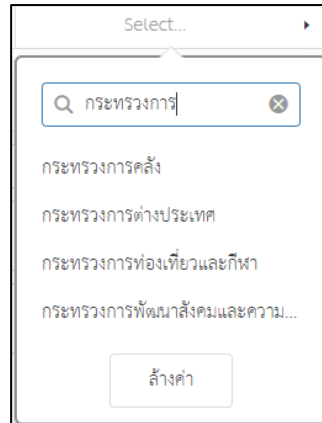 Select...
กระทรวงการ
กระทรวงการคลัง
กระทรวงการต่างประเทศ
กระทรวงการท่องเที่ยวและกีฬา
กระทรวงการพัฒนาสังคมและความ...
ล้างค่า